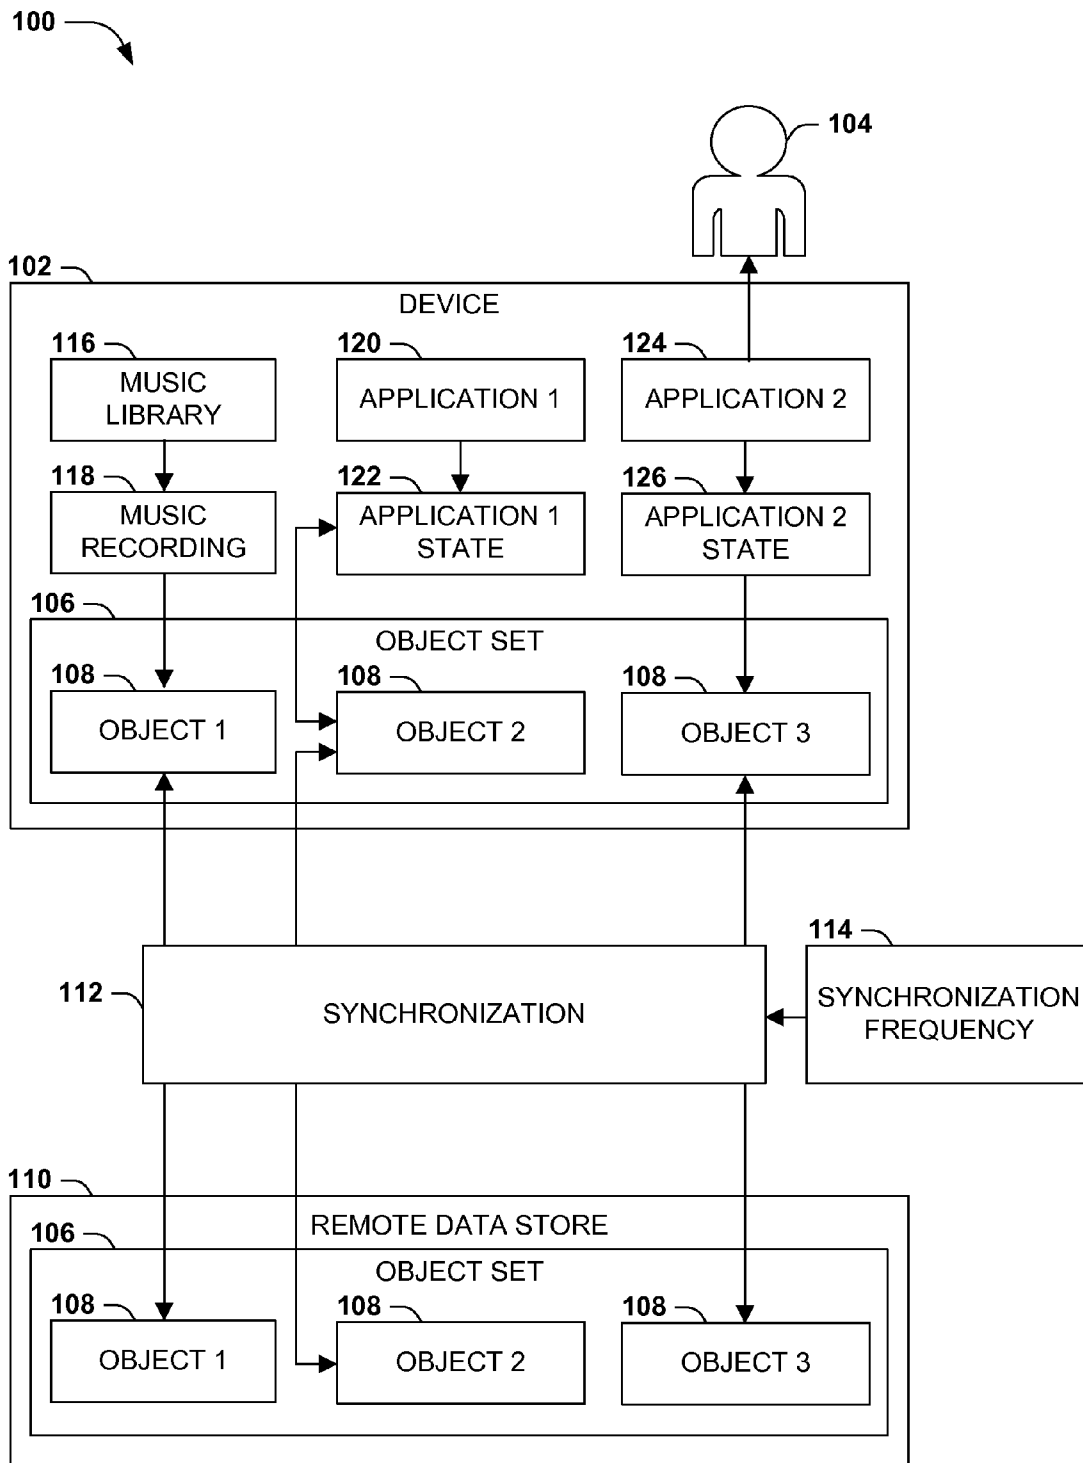 100
104
102
DEVICE
116
120
124
MUSIC
LIBRARY
APPLICATION 1
APPLICATION 2
118
122
126
MUSIC
RECORDING
APPLICATION 1
STATE
APPLICATION 2
STATE
106
OBJECT SET
108
108
108
OBJECT 1
OBJECT 2
OBJECT 3
114
112
SYNCHRONIZATION
SYNCHRONIZATION
FREQUENCY
110
REMOTE DATA STORE
106
OBJECT SET
108
108
108
OBJECT 1
OBJECT 2
OBJECT 3